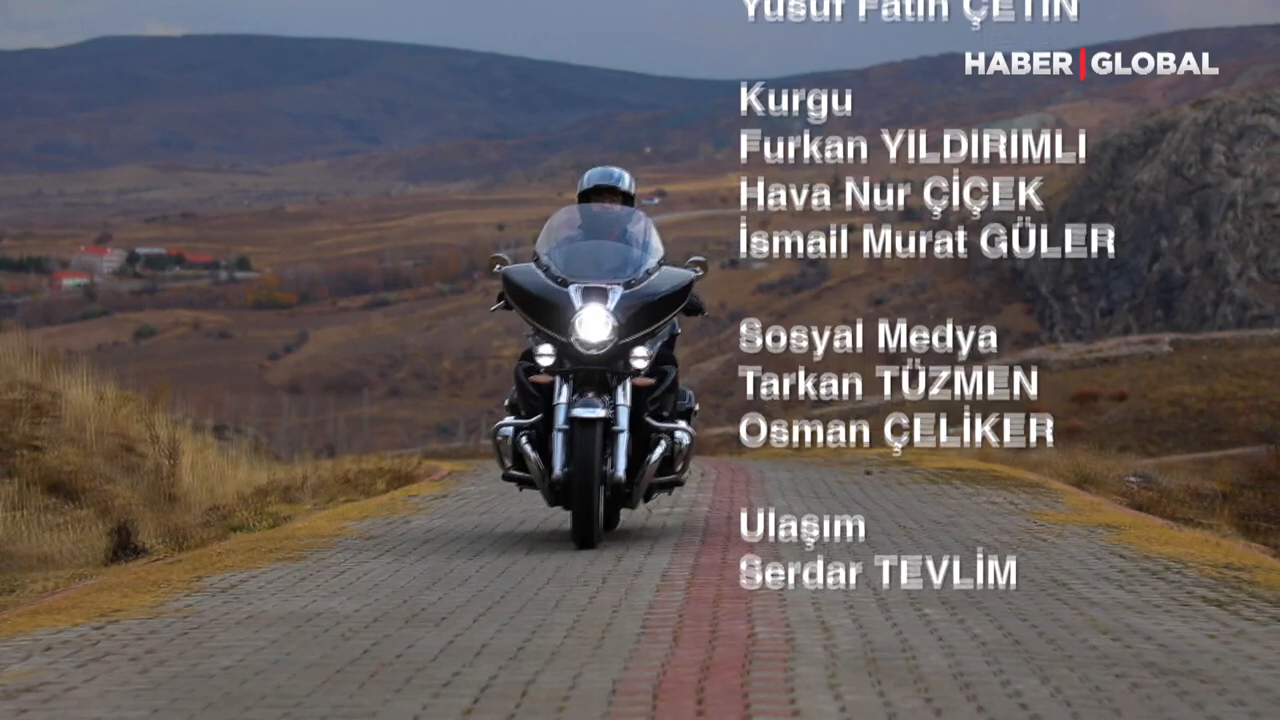 Yusuf Fatih ÇETİN
HABER GLOBAL
Kurgu
Furkan YILDIRIMLI
Hava Nur ÇİÇEK
İsmail Murat GÜLER
Sosyal Medya
Tarkan TÜZMEN
Osman ÇELİKER
Ulaşım
Serdar TEVLİM